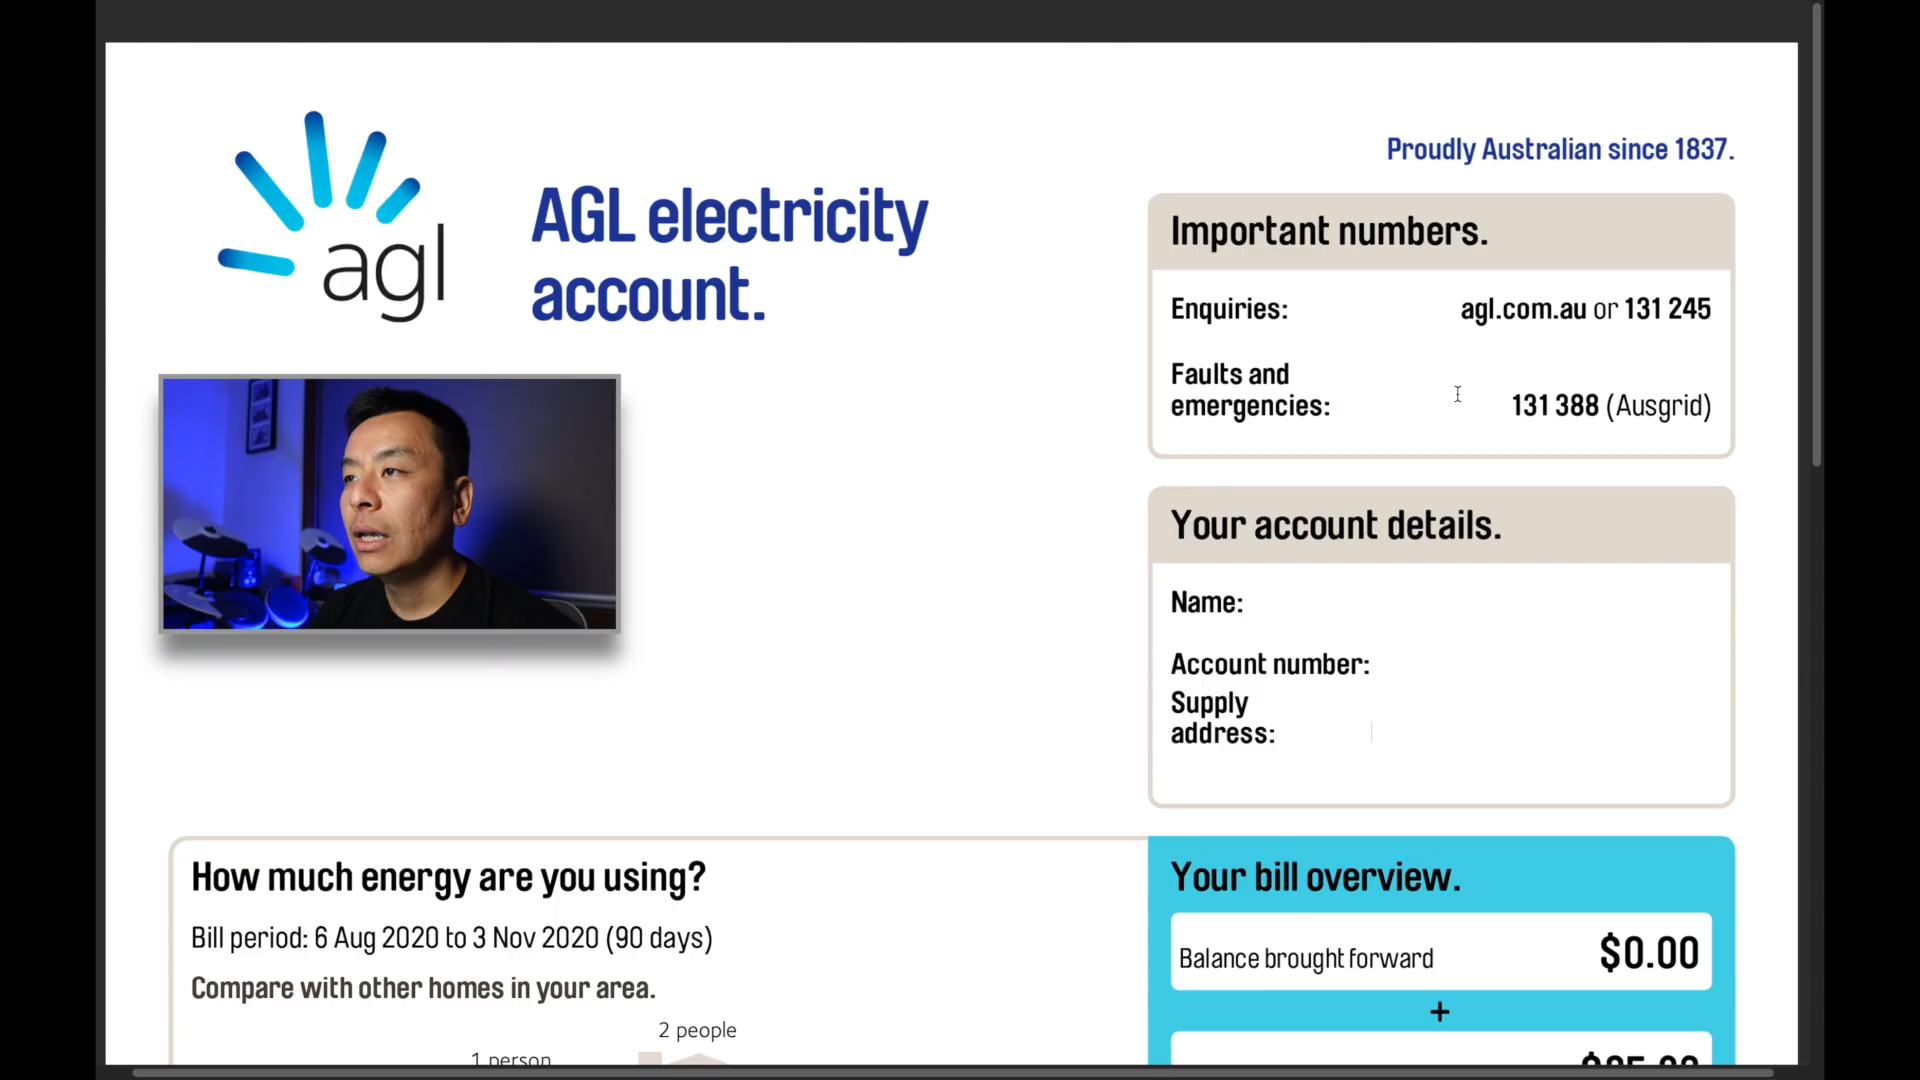 Proudly Australian since 1837.
agl
AGL electricity
account.
Important numbers.
Enquiries: agl.com.au or 131 245
Faults and
emergencies: 131 388 (Ausgrid)
Your account details.
Name:
Account number:
Supply
address:
How much energy are you using?
Bill period: 6 Aug 2020 to 3 Nov 2020 (90 days)
Compare with other homes in your area.
2 people
1 person
Your bill overview.
Balance brought forward $0.00
+